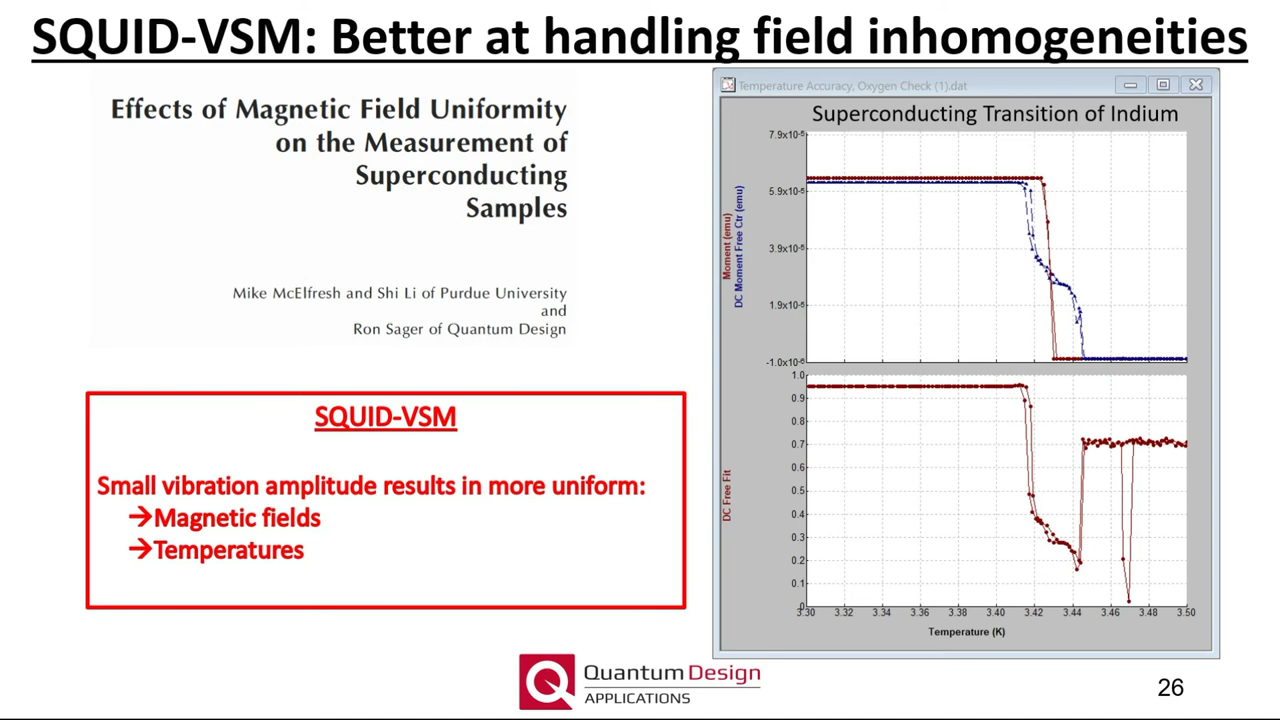 SQUID-VSM: Better at handling field inhomogeneities
Effects of Magnetic Field Uniformity
on the Measurement of
Superconducting
Samples
Mike McElfresh and Shi Li of Purdue University
and
Ron Sager of Quantum Design
SQUID-VSM
Small vibration amplitude results in more uniform:
→Magnetic fields
→Temperatures
Temperature Accuracy, Oxygen Check (1).dat
Superconducting Transition of Indium
Moment (emu)
DC Moment Free Ctr (emu)
7.9x10-5
5.9x10-5
3.9x10-5
1.9x10-5
-1.0x10-6
DC Free Fit
1.0
0.9
0.8
0.7
0.6
0.5
0.4
0.3
0.2
0.1
0
3.30 3.32 3.34 3.36 3.38 3.40 3.42 3.44 3.46 3.48 3.50
Temperature (K)
Quantum Design
APPLICATIONS
26